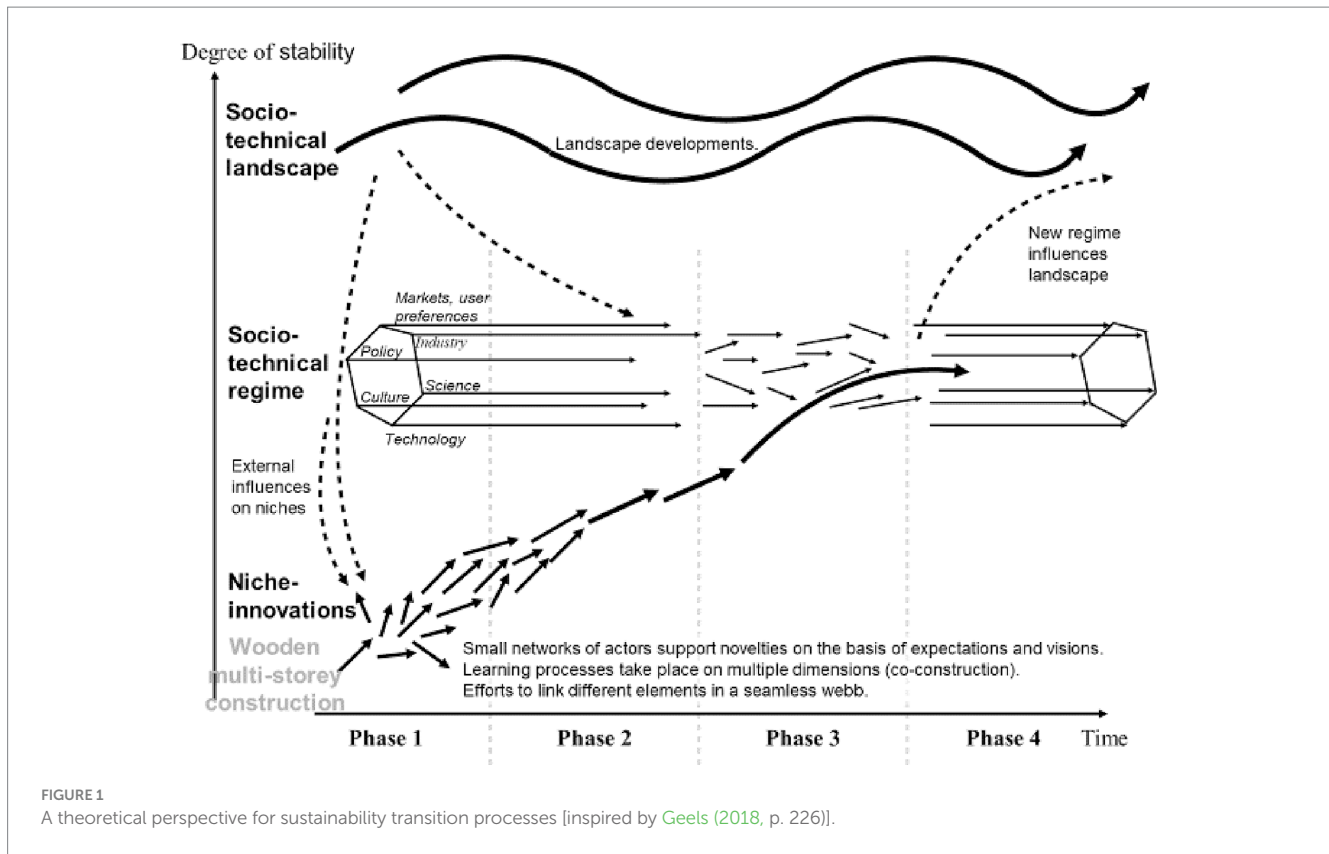 Degree of stability
Socio-
technical
landscape
Landscape developments.
New regime
influences
landscape
Markets, user
preferences
Industry
Policy
Science
Culture
Technology
Socio-
technical
regime
External
influences
on niches
Niche-
innovations
Wooden
multi-storey
construction
Small networks of actors support novelties on the basis of expectations and visions.
Learning processes take place on multiple dimensions (co-construction).
Efforts to link different elements in a seamless webb.
Phase 1
Phase 2
Phase 3
Phase 4
Time
FIGURE 1
A theoretical perspective for sustainability transition processes [inspired by Geels (2018, p. 226)].